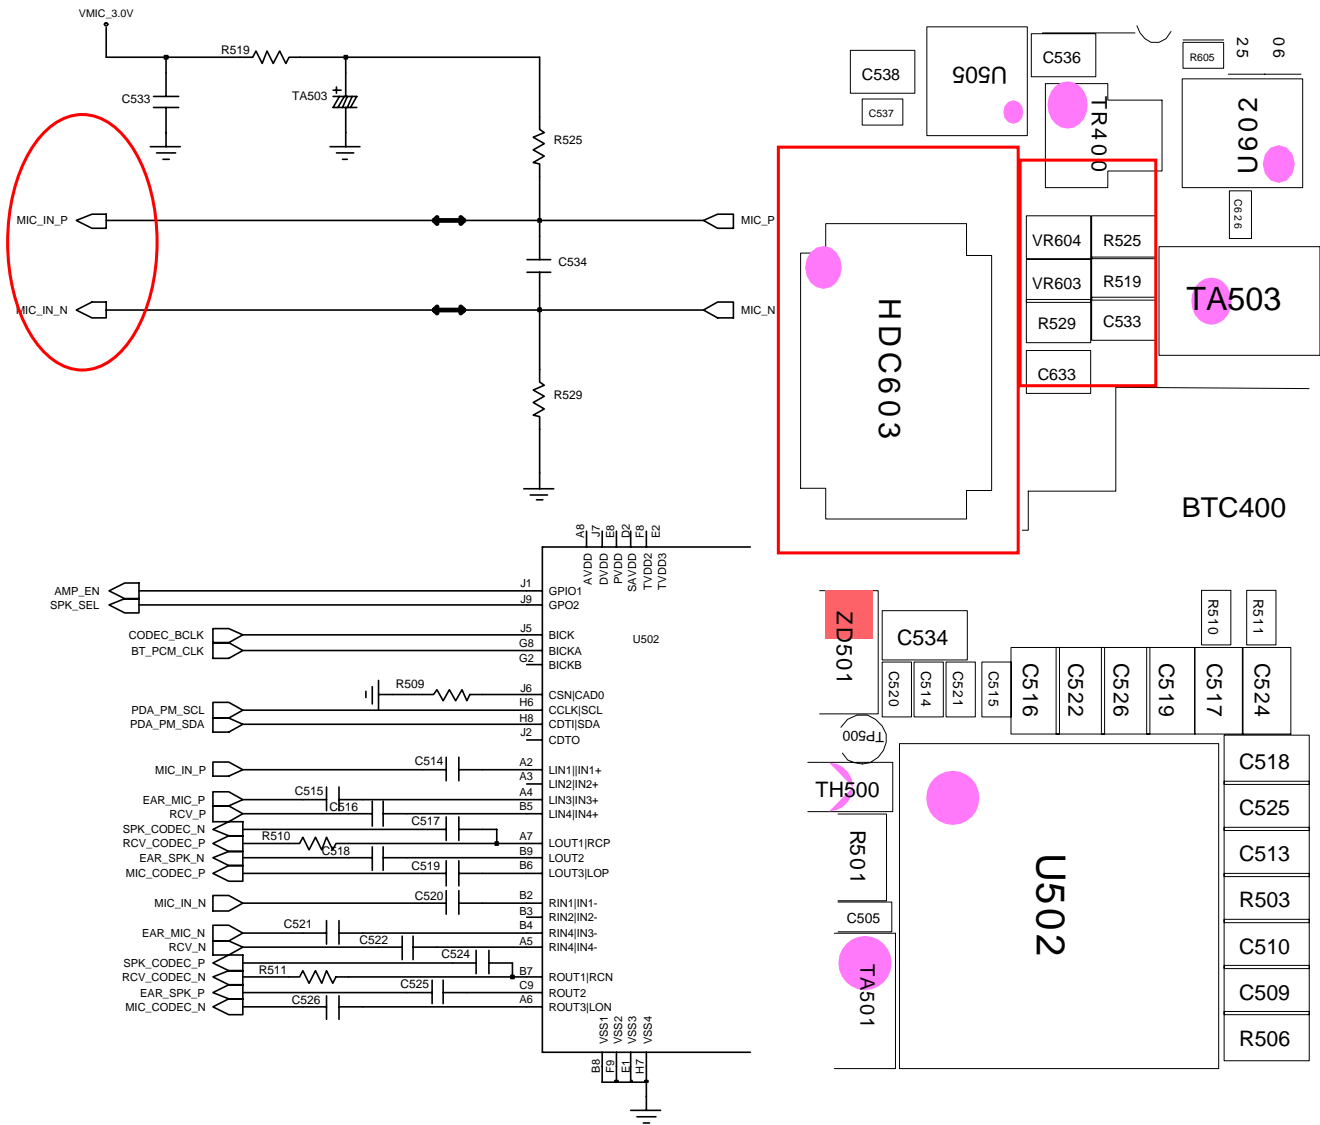 VMIC_3.0V
R519
C533
TA503
+
R525
MIC_IN_P
MIC_P
C534
MIC_IN_N
MIC_N
R529
C538
C537
U505
C536
TR400
R605
25
06
U602
C626
VR604
R525
VR603
R519
R529
C533
C633
TA503
HDC603
BTC400
A8
J7
E8
D2
F8
E2
AVDD
DVDD
PVDD
SAVDD
TVDD2
TVDD3
AMP_EN
J1
GPIO1
SPK_SEL
J9
GPO2
U502
CODEC_BCLK
J5
BICK
BT_PCM_CLK
G8
BICKA
G2
BICKB
R509
J6
CSN|CAD0
PDA_PM_SCL
H6
CCLK|SCL
PDA_PM_SDA
H8
CDTI|SDA
J2
CDTO
MIC_IN_P
C514
A2
LIN1||IN1+
A3
LIN2|IN2+
EAR_MIC_P
C515
A4
LIN3|IN3+
RCV_P
C516
B5
LIN4|IN4+
SPK_CODEC_N
C517
RCV_CODEC_P
R510
A7
LOUT1|RCP
EAR_SPK_N
C518
B9
LOUT2
MIC_CODEC_P
C519
B6
LOUT3|LOP
MIC_IN_N
C520
B2
RIN1|IN1-
B3
RIN2|IN2-
EAR_MIC_N
C521
B4
RIN4|IN3-
RCV_N
C522
A5
RIN4|IN4-
SPK_CODEC_P
C524
RCV_CODEC_N
R511
B7
ROUT1|RCN
EAR_SPK_P
C525
C9
ROUT2
MIC_CODEC_N
C526
A6
ROUT3|LON
VSS1
VSS2
VSS3
VSS4
B8
F9
E1
H7
ZD501
C534
C520
C514
C521
C515
C516
C522
C526
C519
C517
C524
R510
R511
TP500
TH500
R501
C505
TA501
U502
C518
C525
C513
R503
C510
C509
R506